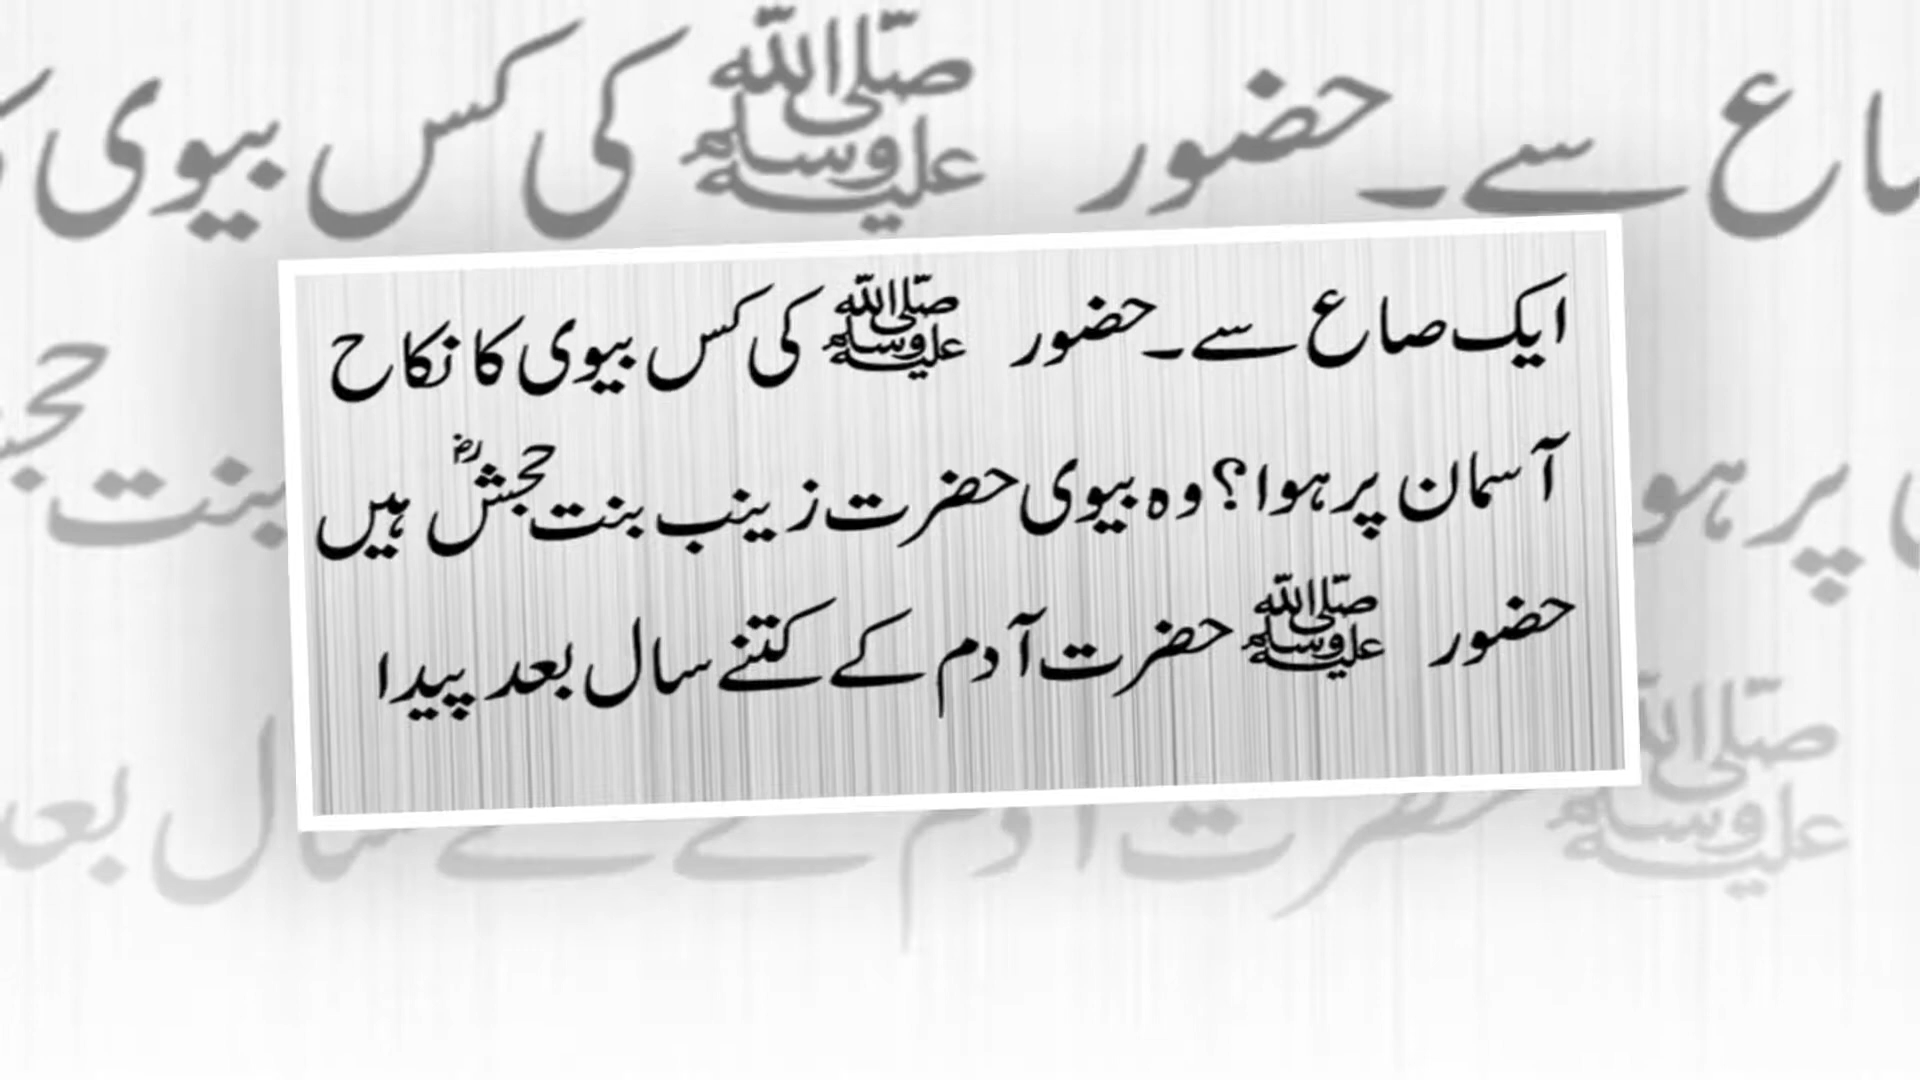 ایک صاع سے۔ حضور ﷺ کی کس بیوی کا نکاح
آسمان پر ہوا؟ وہ بیوی حضرت زینب بنت حجشؓ ہیں
حضور ﷺ حضرت آدم کے کتنے سال بعد پیدا